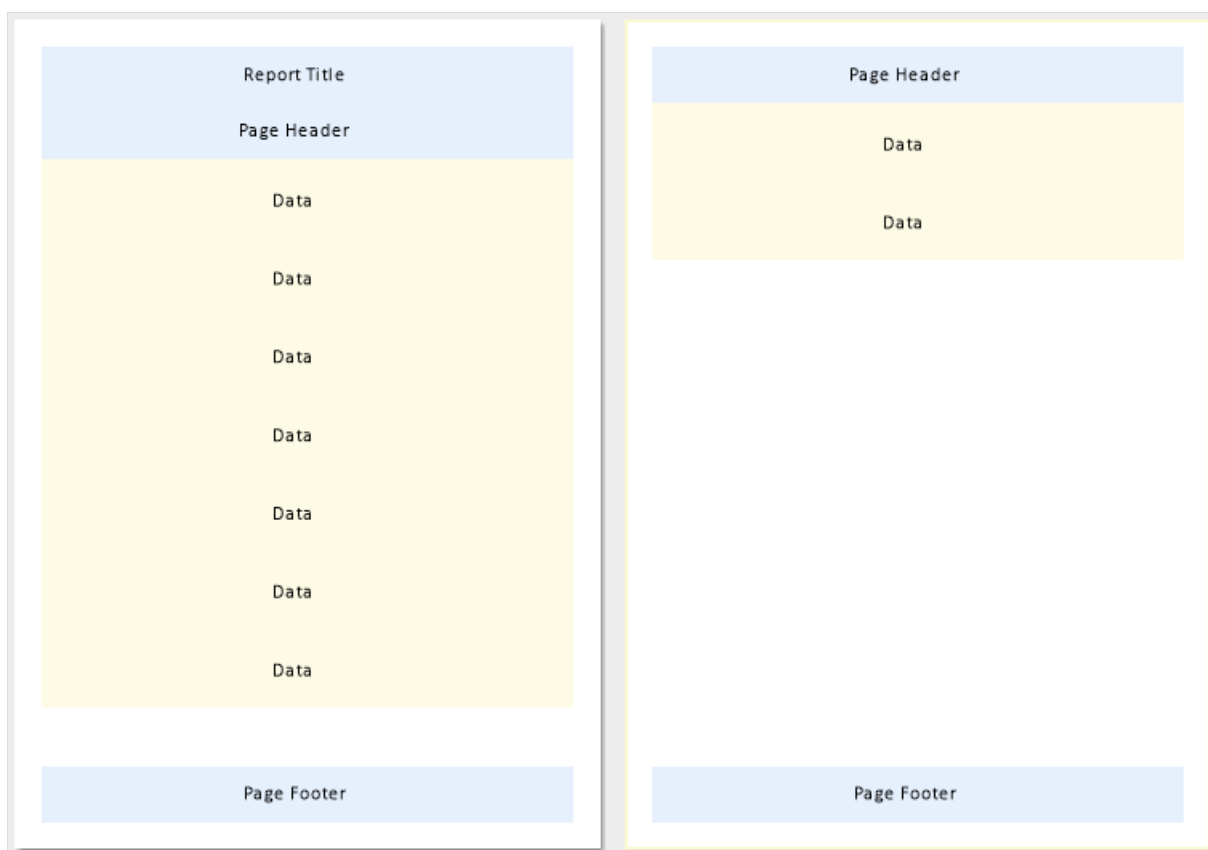 Report Title
Page Header
Data
Data
Data
Data
Data
Data
Data
Page Footer
Page Header
Data
Data
Page Footer